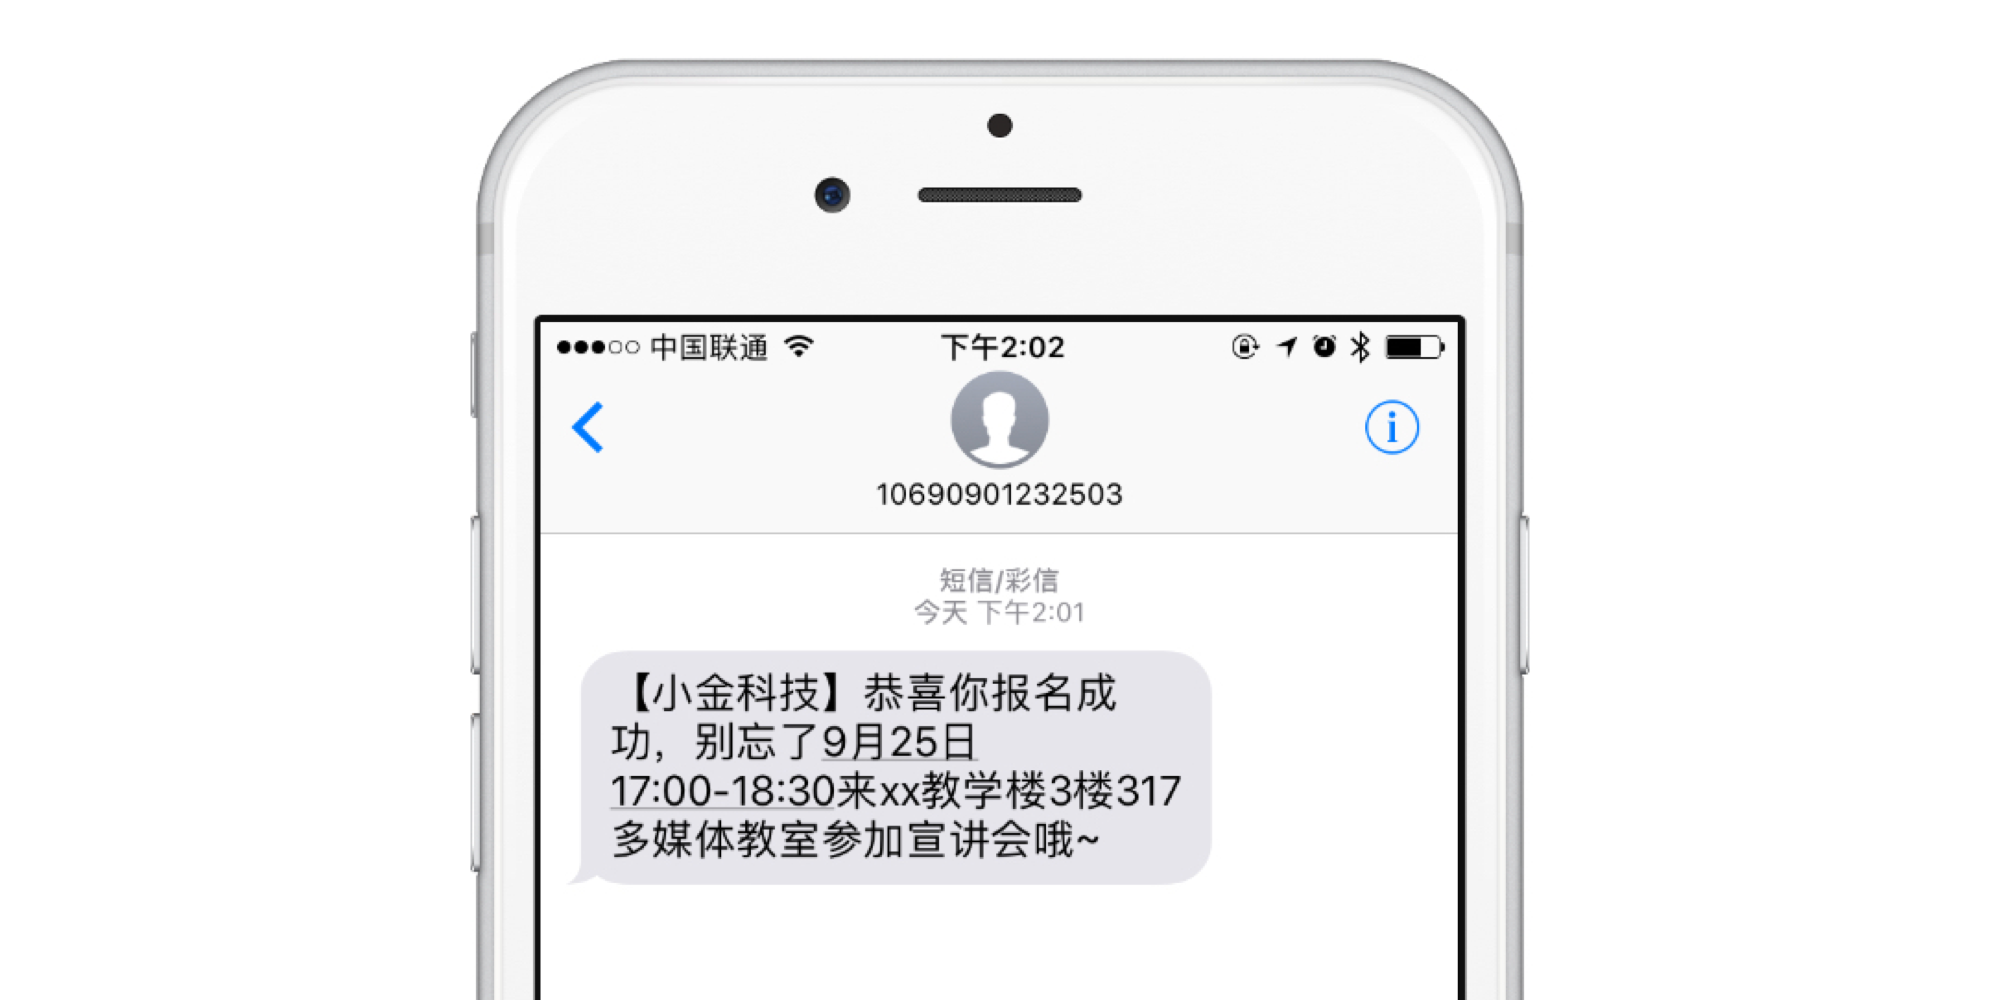 中国联通
下午2:02
10690901232503
短信/彩信
今天 下午2:01
【小金科技】恭喜你报名成
功，别忘了9月25日
17:00-18:30来xx教学楼3楼317
多媒体教室参加宣讲会哦~